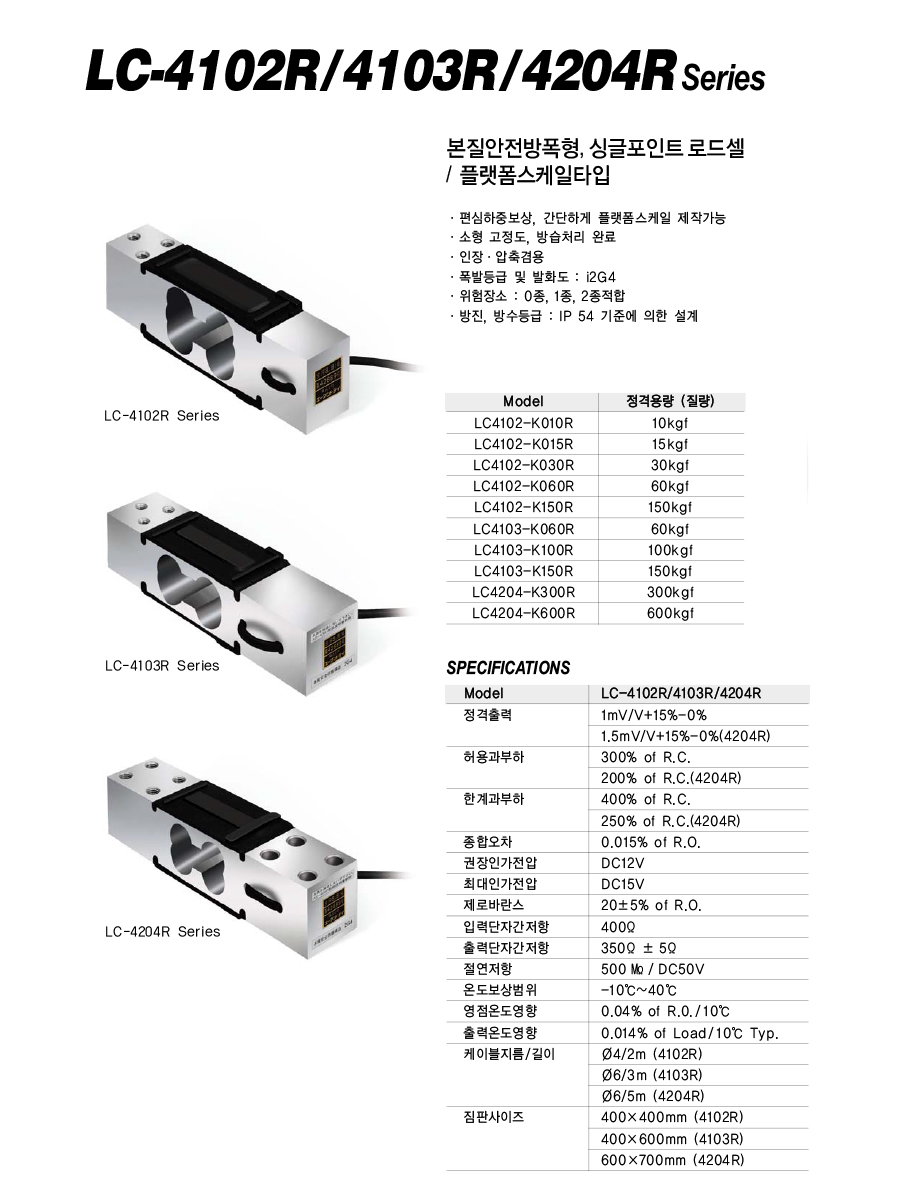 LC-4102R/4103R/4204R Series
본질안전방폭형, 싱글포인트 로드셀
/ 플랫폼스케일타입
· 편심하중보상, 간단하게 플랫폼스케일 제작가능
· 소형 고정도, 방습처리 완료
· 인장 · 압축겸용
· 폭발등급 및 발화도 : i2G4
· 위험장소 : 0종, 1종, 2종적합
· 방진, 방수등급 : IP 54 기준에 의한 설계
LC-4102R Series
LC-4103R Series
LC-4204R Series
Model 정격용량 (질량)
LC4102-K010R 10kgf
LC4102-K015R 15kgf
LC4102-K030R 30kgf
LC4102-K060R 60kgf
LC4102-K150R 150kgf
LC4103-K060R 60kgf
LC4103-K100R 100kgf
LC4103-K150R 150kgf
LC4204-K300R 300kgf
LC4204-K600R 600kgf
SPECIFICATIONS
Model LC-4102R/4103R/4204R
정격출력 1mV/V+15%-0%
1.5mV/V+15%-0%(4204R)
허용과부하 300% of R.C.
200% of R.C.(4204R)
한계과부하 400% of R.C.
250% of R.C.(4204R)
종합오차 0.015% of R.O.
권장인가전압 DC12V
최대인가전압 DC15V
제로바란스 20±5% of R.O.
입력단자간저항 400Ω
출력단자간저항 350Ω ± 5Ω
절연저항 500 ㏁ / DC50V
온도보상범위 -10℃~40℃
영점온도영향 0.04% of R.O./10℃
출력온도영향 0.014% of Load/10℃ Typ.
케이블지름/길이 Ø4/2m (4102R)
Ø6/3m (4103R)
Ø6/5m (4204R)
짐판사이즈 400×400mm (4102R)
400×600mm (4103R)
600×700mm (4204R)